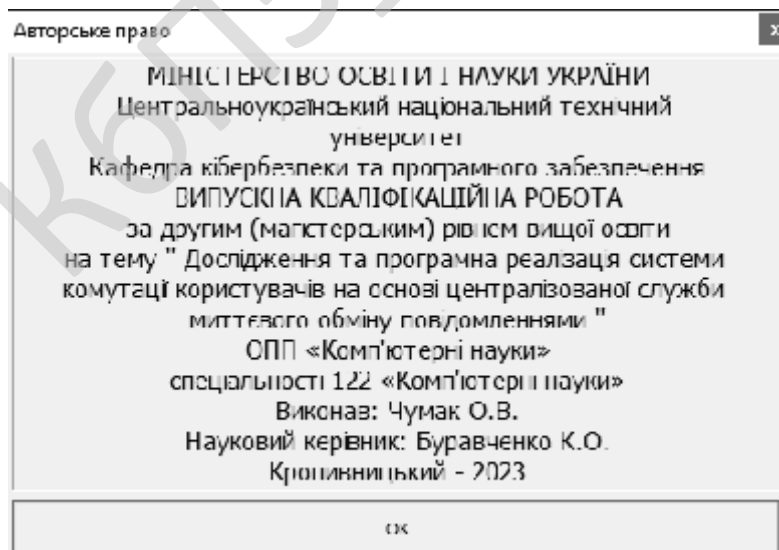 Авторське право
x
МІНІСТЕРСТВО ОСВІТИ І НАУКИ УКРАЇНИ
Центральноукраїнський національний технічний
університет
Кафедра кібербезпеки та програмного забезпечення
ВИПУСКНА КВАЛІФІКАЦІЙНА РОБОТА
за другим (магістерським) рівнем вищої освіти
на тему " Дослідження та програмна реалізація системи
комутації користувачів на основі централізованої служби
миттєвого обміну повідомленнями "
ОПП «Комп'ютерні науки»
спеціальності 122 «Комп'ютерні науки»
Виконав: Чумак О.В.
Науковий керівник: Буравченко К.О.
Кропивницький - 2023
ОК